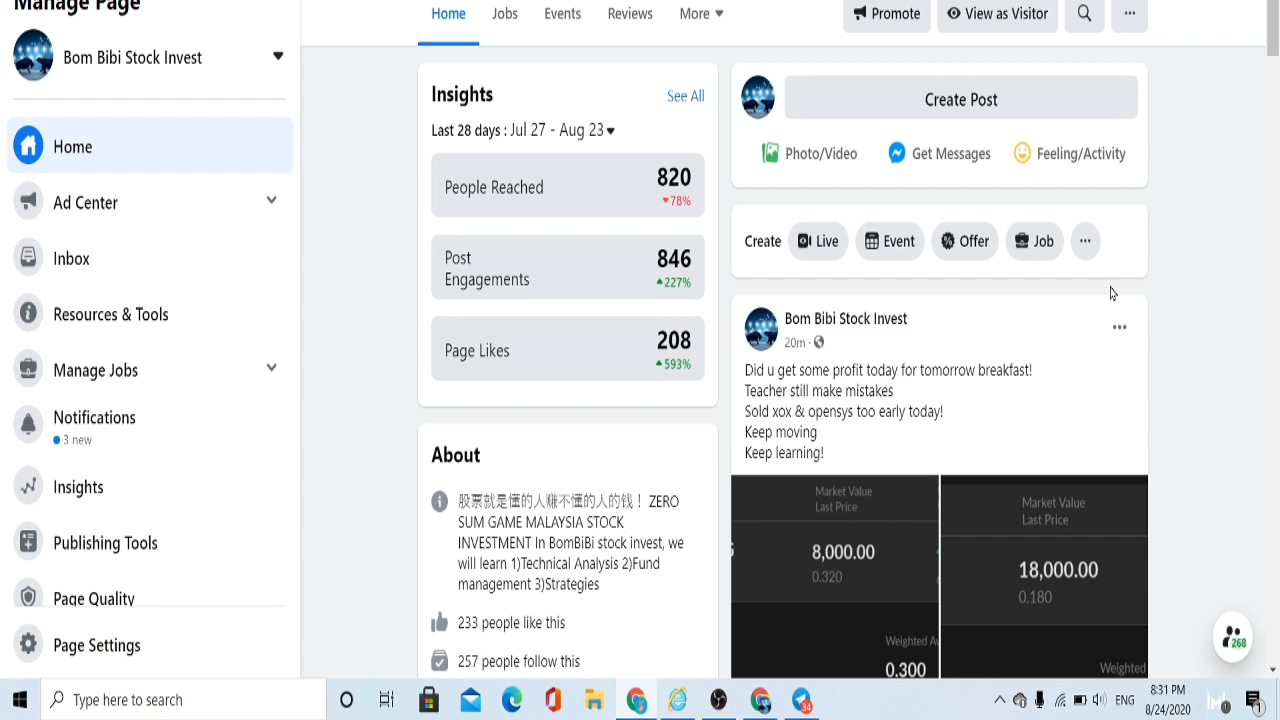 Manage Page
Bom Bibi Stock Invest
Home
Ad Center
Inbox
Resources & Tools
Manage Jobs
Notifications
3 new
Insights
Publishing Tools
Page Quality
Page Settings
Home
Jobs
Events
Reviews
More
Promote
View as Visitor
Insights
See All
Last 28 days : Jul 27 - Aug 23
People Reached
820
78%
Post
Engagements
846
227%
Page Likes
208
593%
About
股票就是懂的人赚不懂的人的钱！ ZERO
SUM GAME MALAYSIA STOCK
INVESTMENT In BomBiBi stock invest, we
will learn 1)Technical Analysis 2)Fund
management 3)Strategies
233 people like this
257 people follow this
Create Post
Photo/Video
Get Messages
Feeling/Activity
Create
Live
Event
Offer
Job
Bom Bibi Stock Invest
20m
Did u get some profit today for tomorrow breakfast!
Teacher still make mistakes
Sold xox & opensys too early today!
Keep moving
Keep learning!
Market Value
Last Price
8,000.00
0.320
Weighted Av
0.300
Market Value
Last Price
18,000.00
0.180
Weighted
268
Type here to search
34
ENG
8:31 PM
8/24/2020